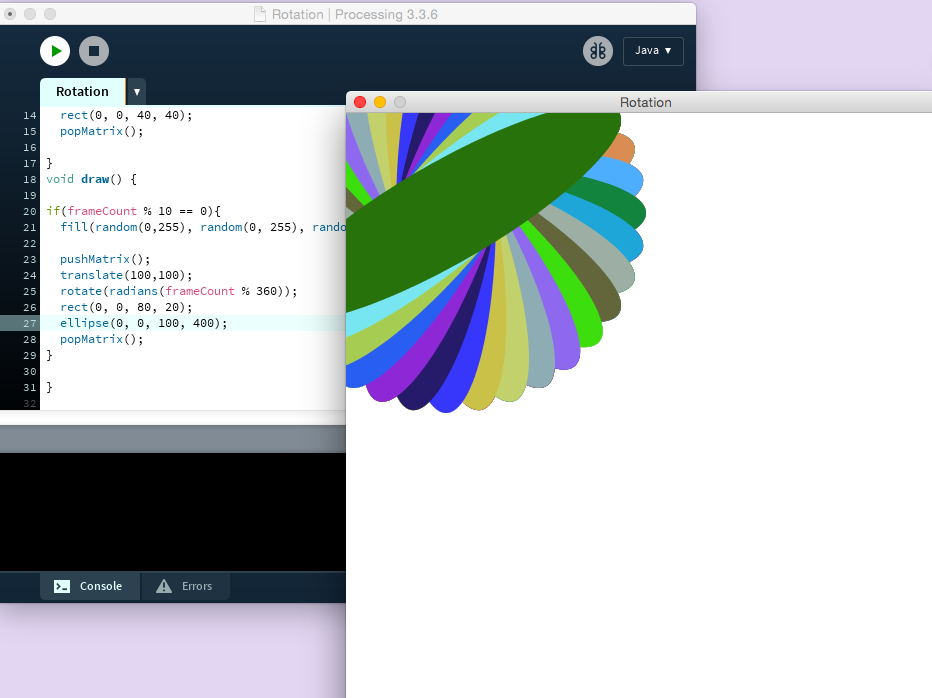 Rotation | Processing 3.3.6
Java ▼
Rotation ▼
14 rect(0, 0, 40, 40);
15 popMatrix();
16
17 }
18 void draw() {
19
20 if(frameCount % 10 == 0){
21 fill(random(0,255), random(0, 255), rando
22
23 pushMatrix();
24 translate(100,100);
25 rotate(radians(frameCount % 360));
26 rect(0, 0, 80, 20);
27 ellipse(0, 0, 100, 400);
28 popMatrix();
29 }
30
31 }
32
Rotation
Console
Errors